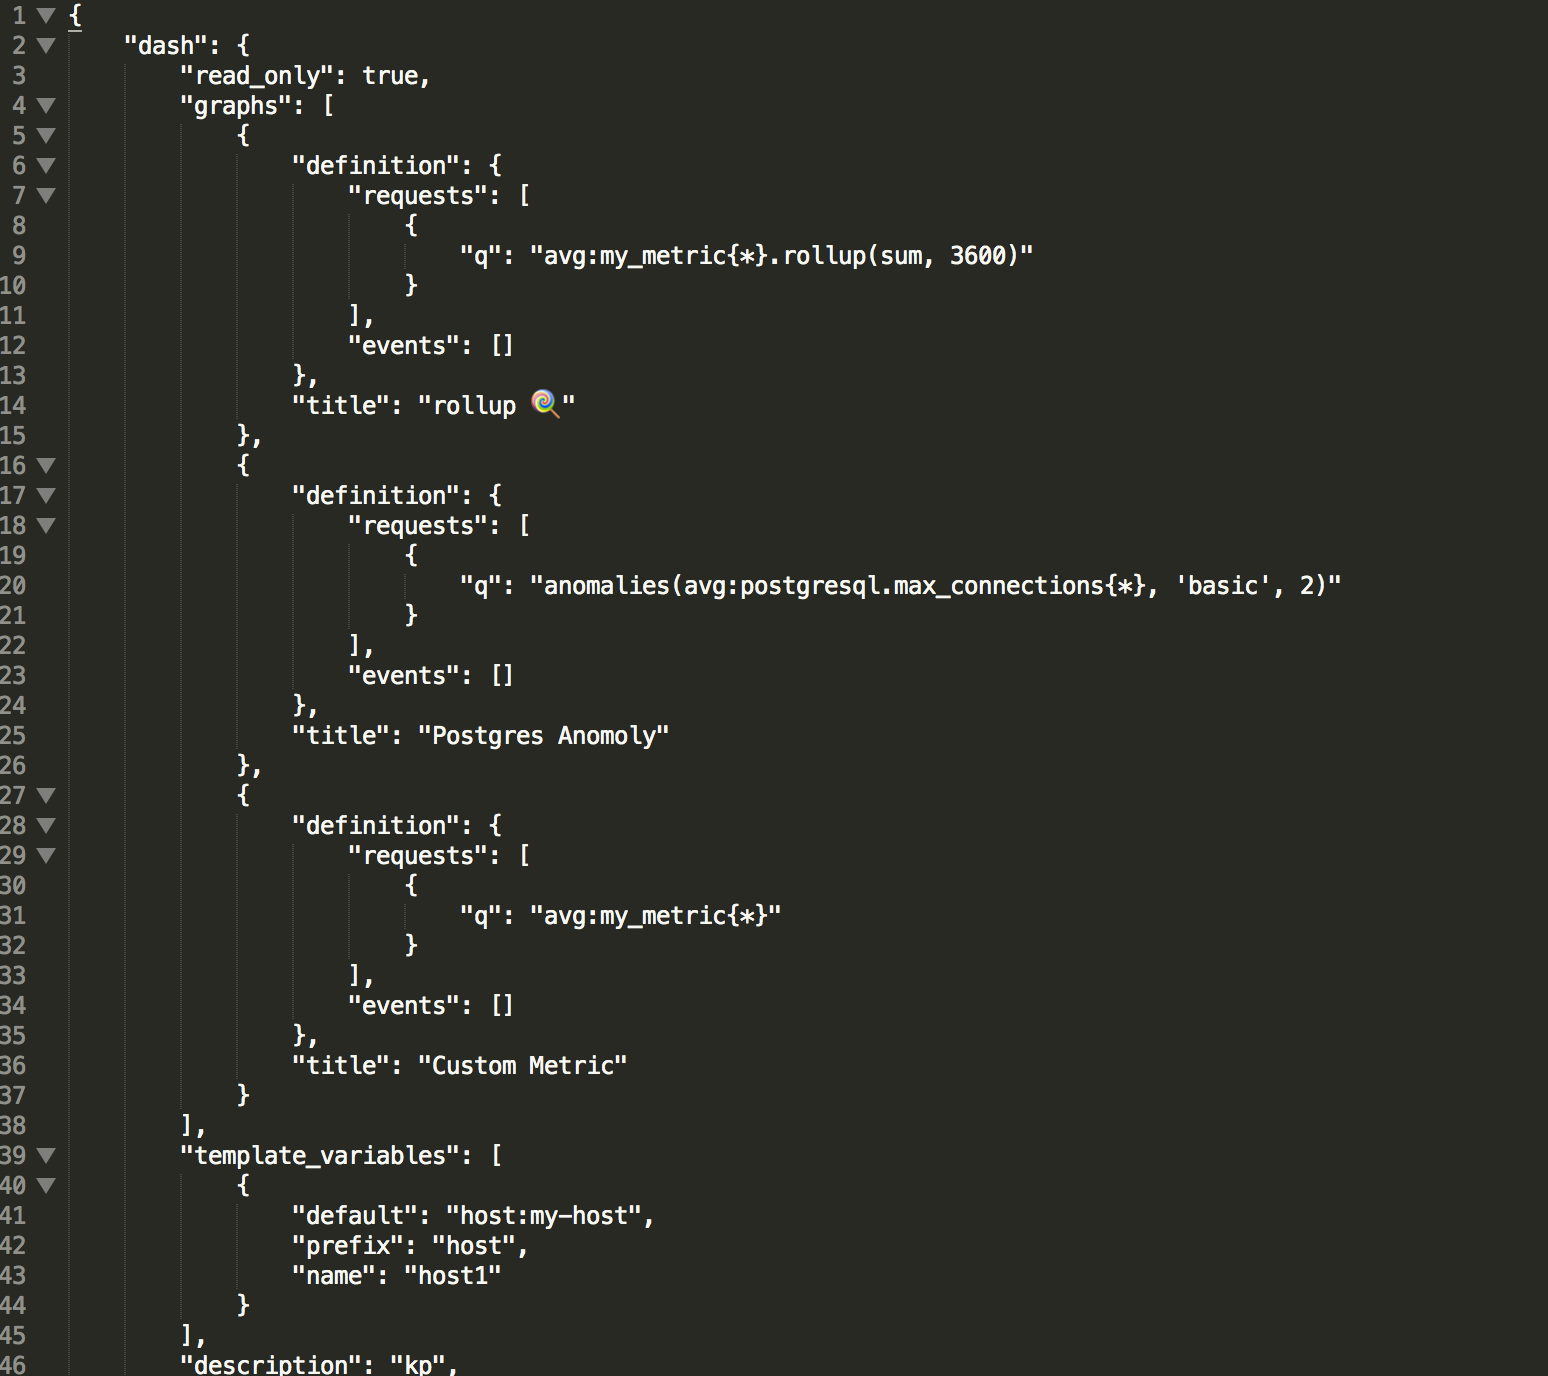 1 {
2 "dash": {
3 "read_only": true,
4 "graphs": [
5 {
6 "definition": {
7 "requests": [
8 {
9 "q": "avg:my_metric{*}.rollup(sum, 3600)"
10 }
11 ],
12 "events": []
13 },
14 "title": "rollup 🍭"
15 },
16 {
17 "definition": {
18 "requests": [
19 {
20 "q": "anomalies(avg:postgresql.max_connections{*}, 'basic', 2)"
21 }
22 ],
23 "events": []
24 },
25 "title": "Postgres Anomoly"
26 },
27 {
28 "definition": {
29 "requests": [
30 {
31 "q": "avg:my_metric{*}"
32 }
33 ],
34 "events": []
35 },
36 "title": "Custom Metric"
37 }
38 ],
39 "template_variables": [
40 {
41 "default": "host:my-host",
42 "prefix": "host",
43 "name": "host1"
44 }
45 ],
46 "description": "kp",